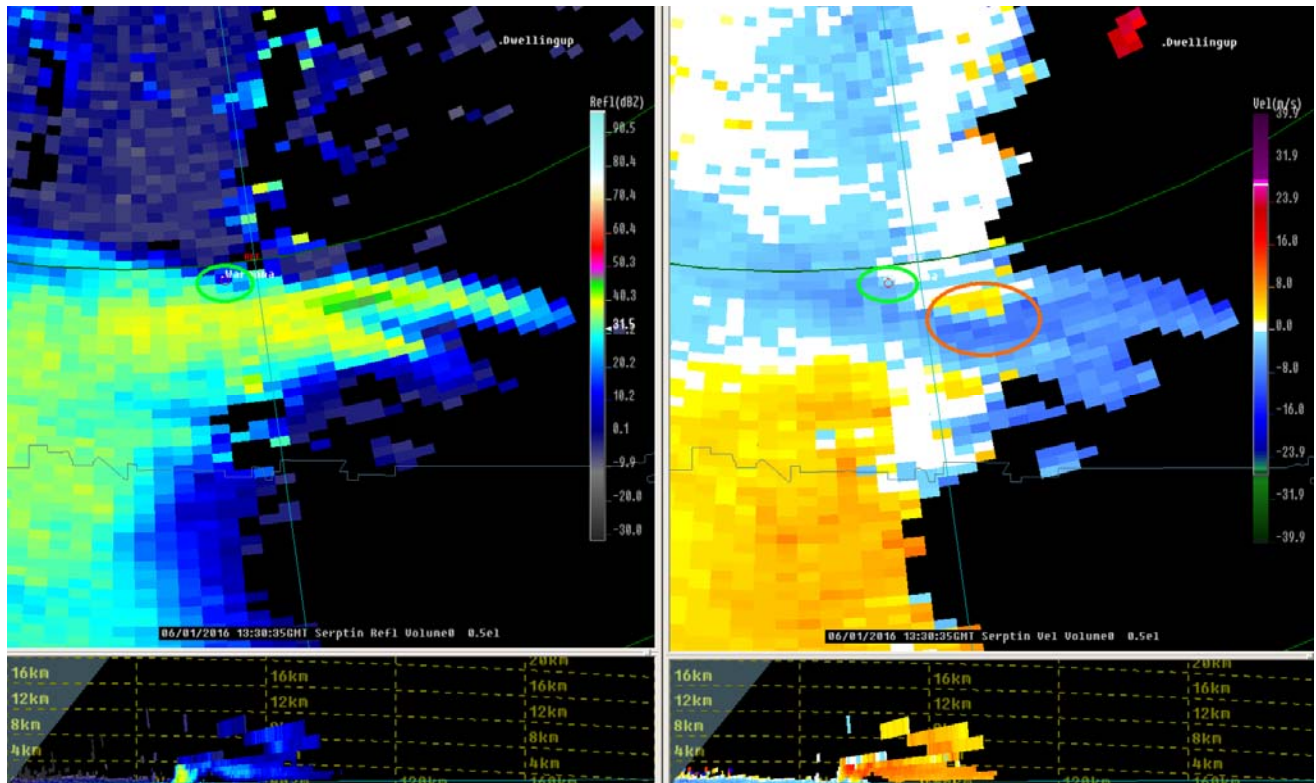 .Dwellingup
Refl(dBZ)
90.5
80.4
70.4
60.4
50.3
40.3
31.5
20.2
10.2
0.1
-9.9
-20.0
-30.0
06/01/2016 13:30:35GMT Serptin Refl Volume0 0.5el
.Dwellingup
Vel(m/s)
39.9
31.9
23.9
16.0
8.0
0.0
-8.0
-16.0
-23.9
-31.9
-39.9
06/01/2016 13:30:35GMT Serptin Vel Volume0 0.5el
16km
12km
8km
4km
20km
16km
16km
12km
8km
4km
16km
12km
8km
4km
16km
12km
8km
4km
20km
16km
12km
8km
4km